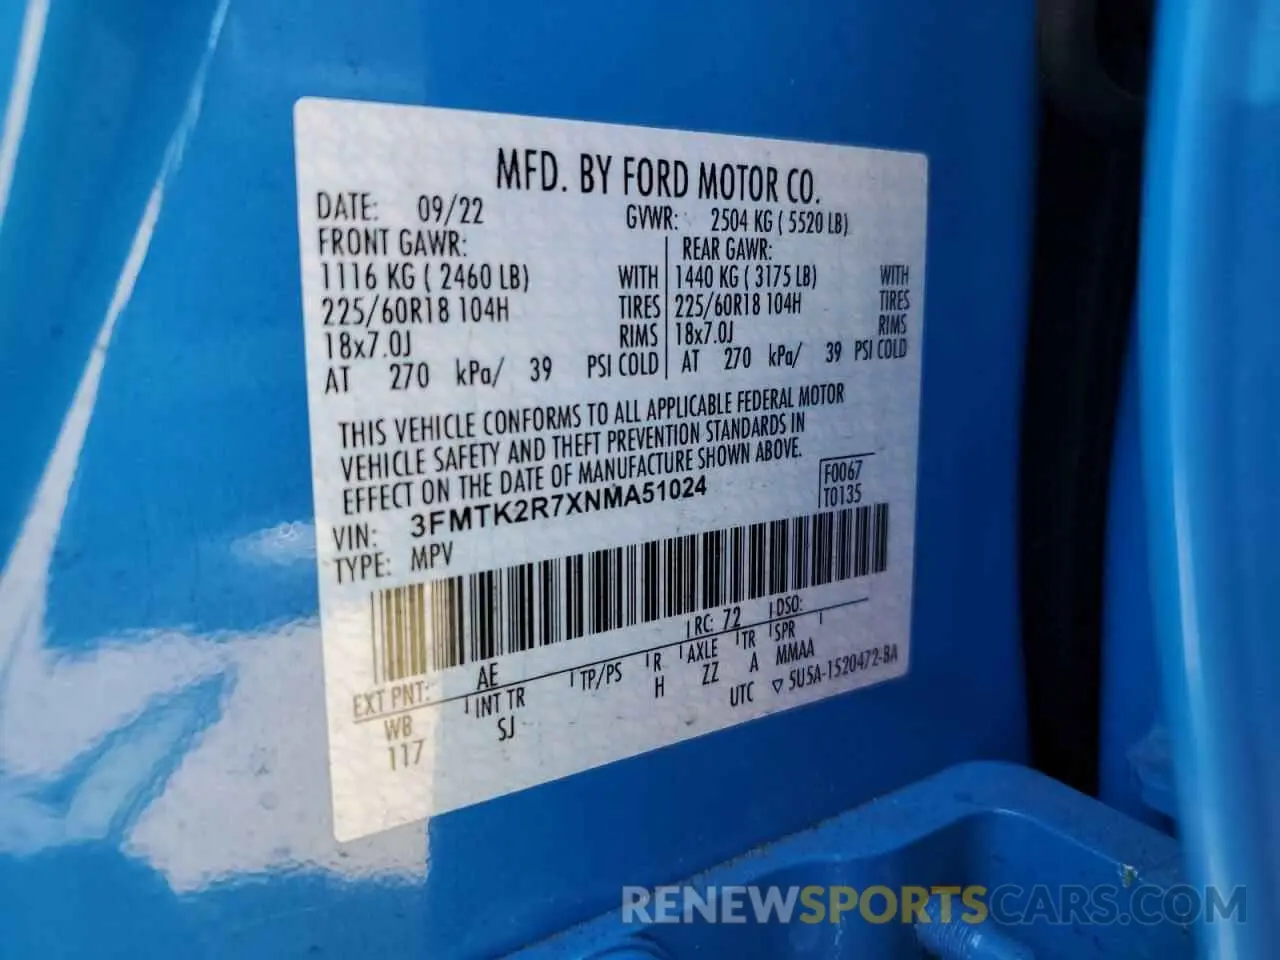 MFD. BY FORD MOTOR CO.
DATE: 09/22 GVWR: 2504 KG ( 5520 LB)
FRONT GAWR: REAR GAWR:
1116 KG ( 2460 LB) WITH 1440 KG ( 3175 LB) WITH
225/60R18 104H TIRES 225/60R18 104H TIRES
18x7.0J RIMS 18x7.0J RIMS
AT 270 kPa/ 39 PSI COLD AT 270 kPa/ 39 PSI COLD
THIS VEHICLE CONFORMS TO ALL APPLICABLE FEDERAL MOTOR
VEHICLE SAFETY AND THEFT PREVENTION STANDARDS IN
EFFECT ON THE DATE OF MANUFACTURE SHOWN ABOVE.
F0067
T0135
VIN: 3FMTK2R7XNMA51024
TYPE: MPV
EXT PNT: AE RC: 72 DSO:
WB INT TR TP/PS R AXLE TR SPR
117 SJ H ZZ A MMAA
UTC ▽ 5U5A-1520472-BA
RENEWSPORTSCARS.COM